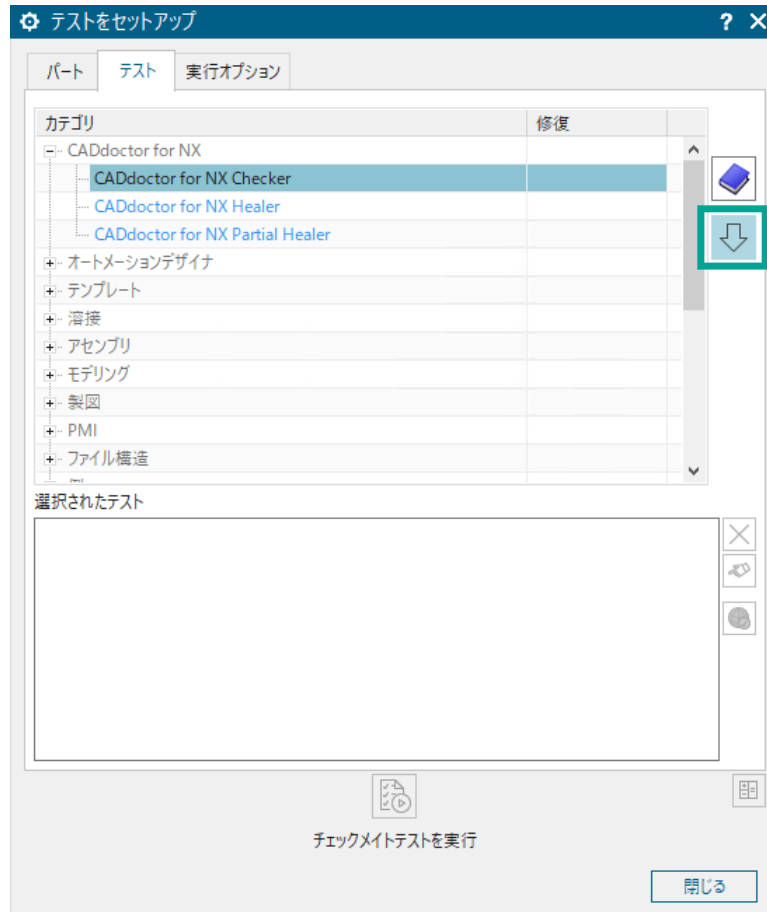 テストをセットアップ
パート テスト 実行オプション
カテゴリ 修復
CADdoctor for NX
CADdoctor for NX Checker
CADdoctor for NX Healer
CADdoctor for NX Partial Healer
オートメーションデザイナ
テンプレート
溶接
アセンブリ
モデリング
製図
PMI
ファイル構造
選択されたテスト
チェックメイトテストを実行
閉じる